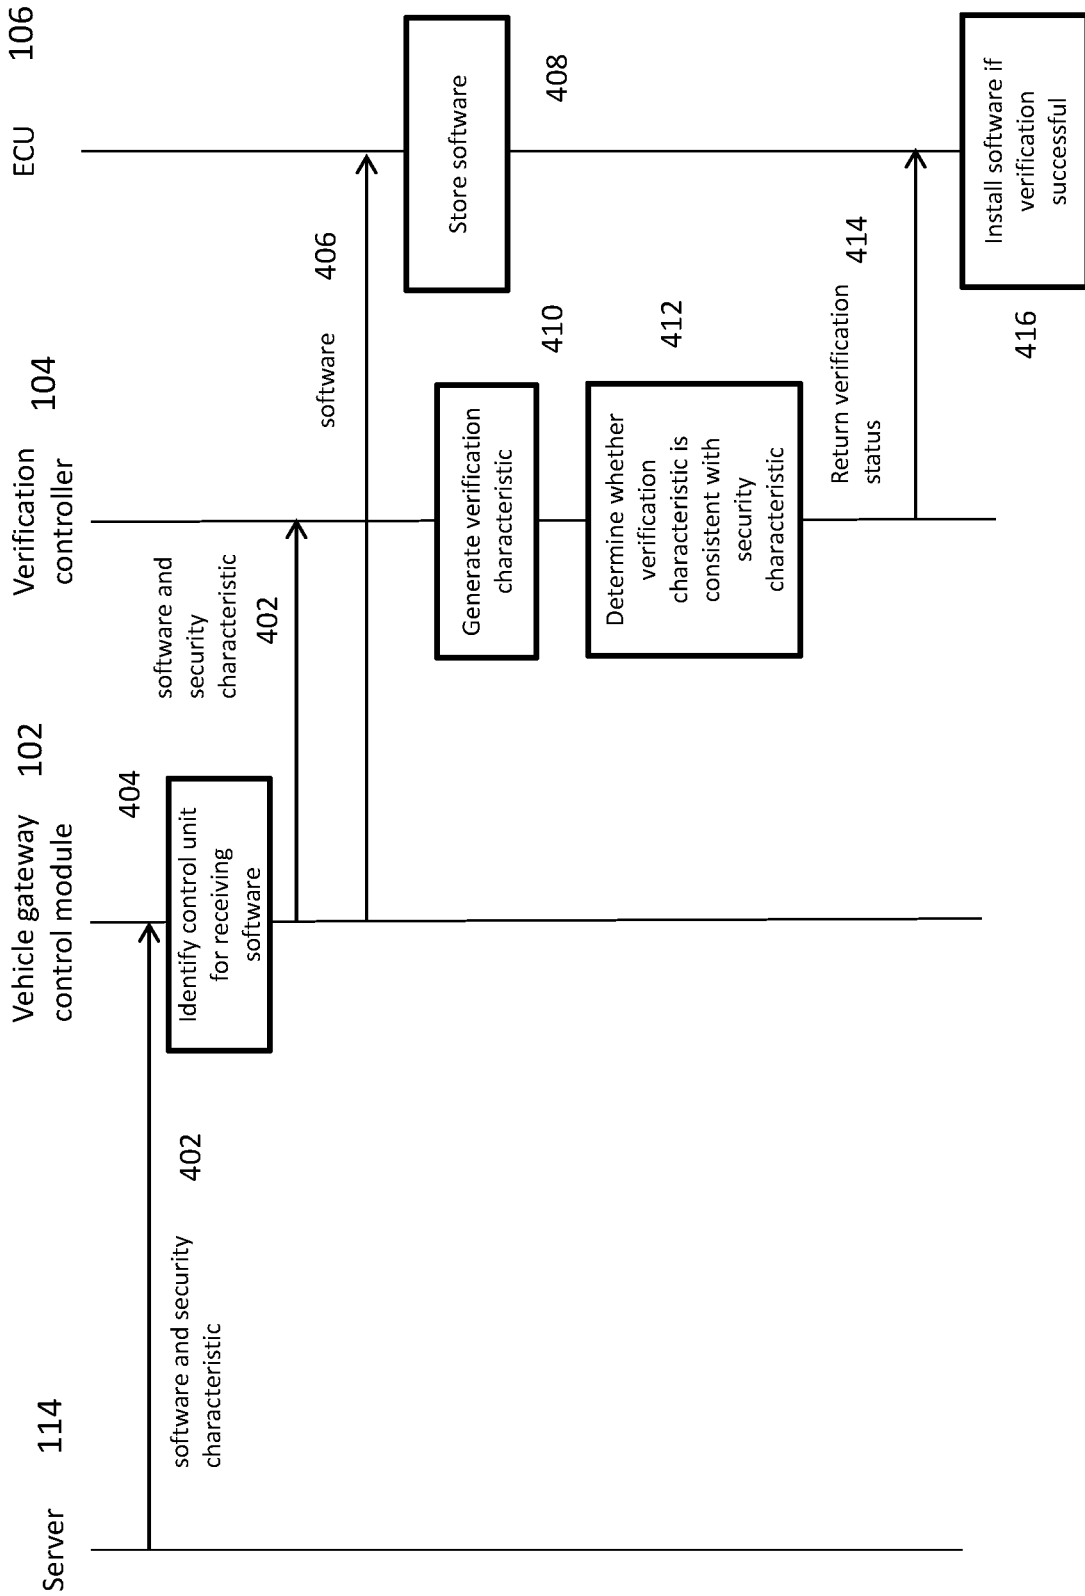 Server
114
Vehicle gateway
control module
102
Verification
controller
104
ECU
106
software and security
characteristic
402
404
Identify control unit
for receiving
software
software and
security
characteristic
402
software
406
Store software
408
Generate verification
characteristic
410
Determine whether
verification
characteristic is
consistent with
security
characteristic
412
Return verification
status
414
Install software if
verification
successful
416